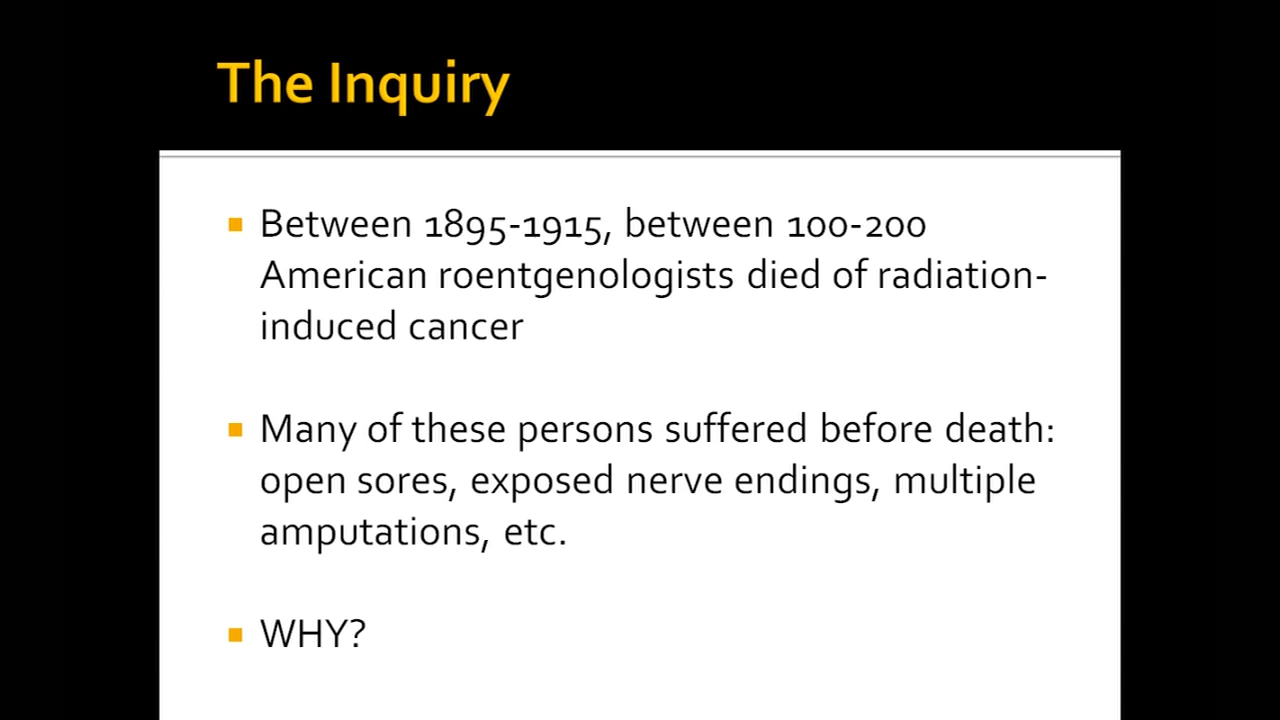 The Inquiry
Between 1895-1915, between 100-200
American roentgenologists died of radiation-
induced cancer
Many of these persons suffered before death:
open sores, exposed nerve endings, multiple
amputations, etc.
WHY?